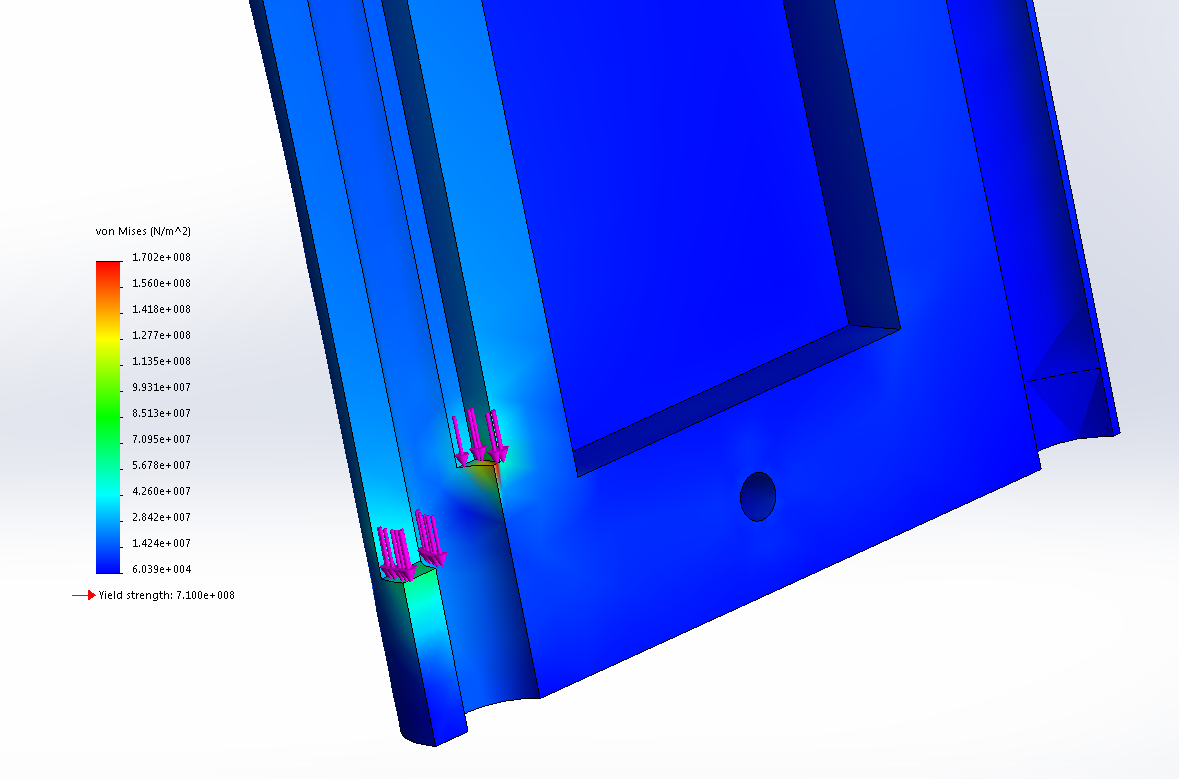 von Mises (N/m^2)
1.702e+008
1.560e+008
1.418e+008
1.277e+008
1.135e+008
9.931e+007
8.513e+007
7.095e+007
5.678e+007
4.260e+007
2.842e+007
1.424e+007
6.039e+004
Yield strength: 7.100e+008